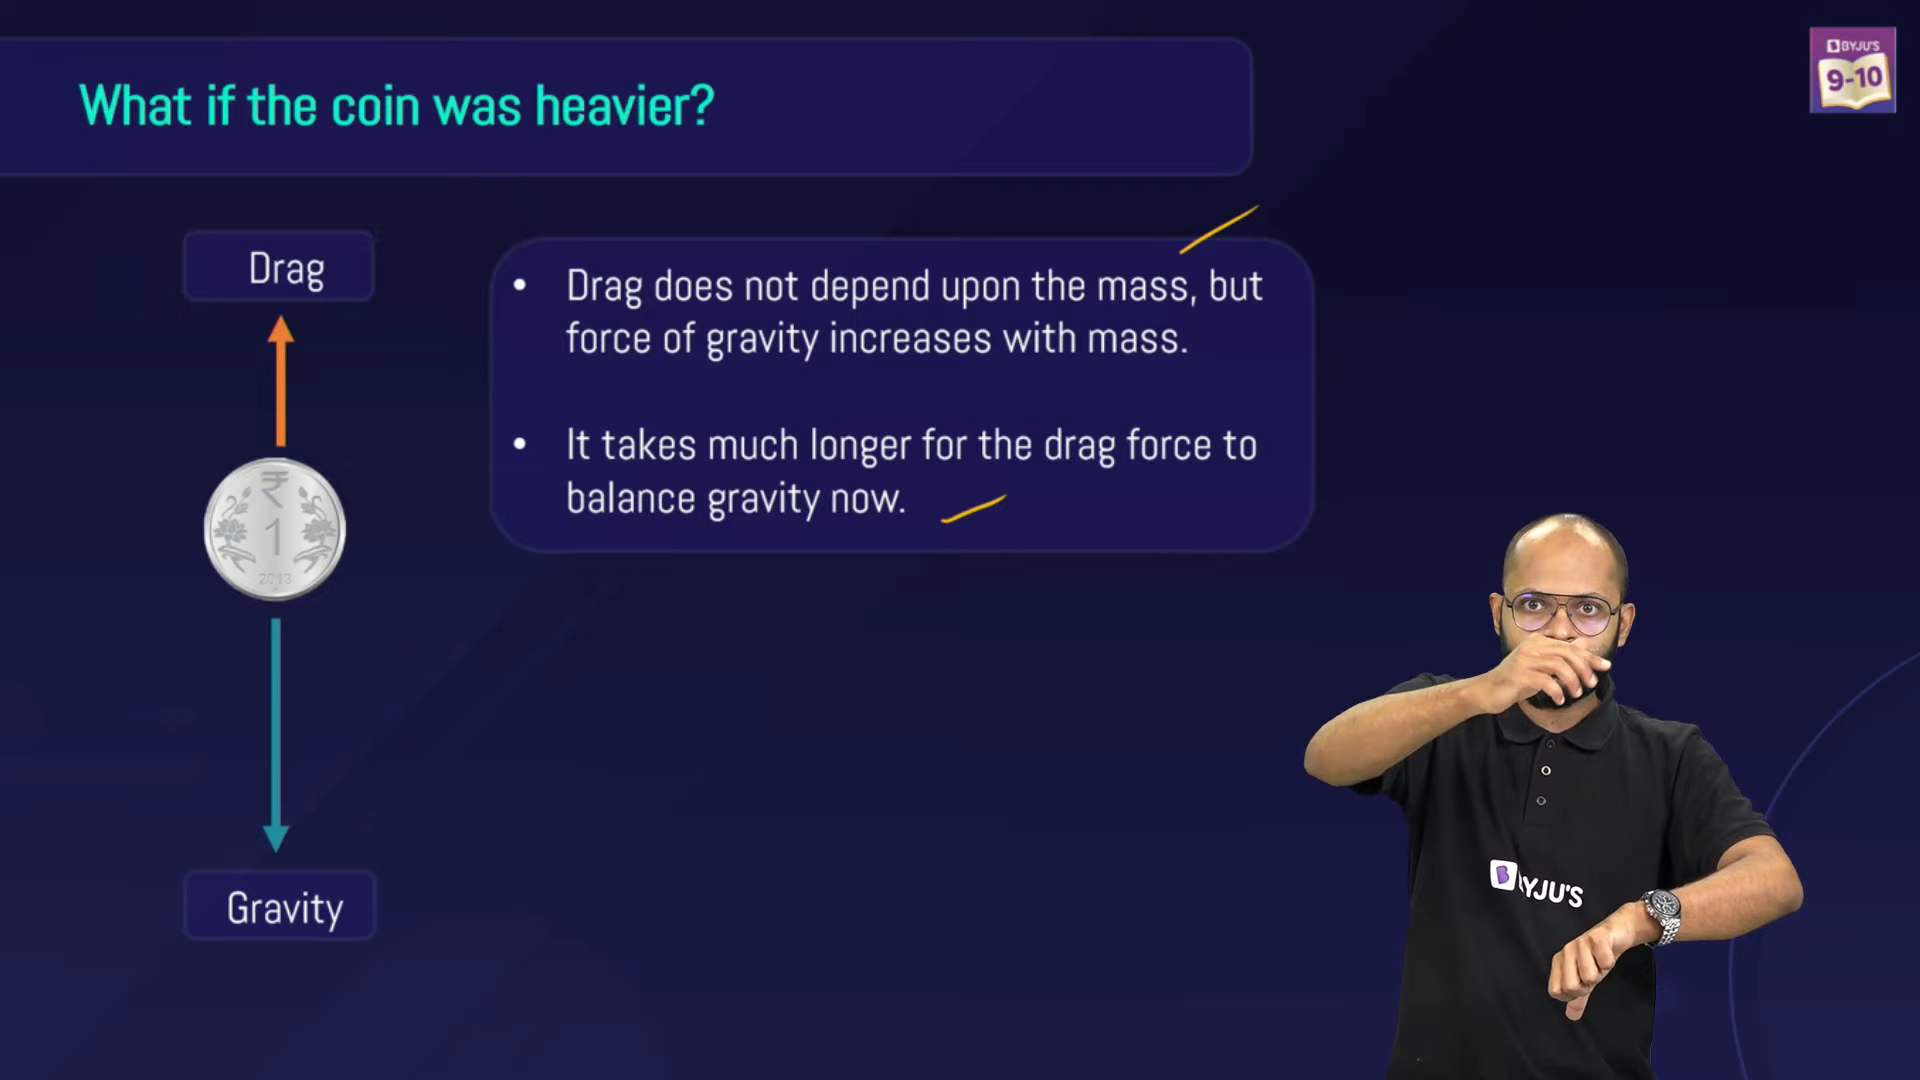 What if the coin was heavier?
BYJU'S
9-10
Drag
• Drag does not depend upon the mass, but
force of gravity increases with mass.
• It takes much longer for the drag force to
balance gravity now.
₹
1
2013
Gravity
BYJU'S